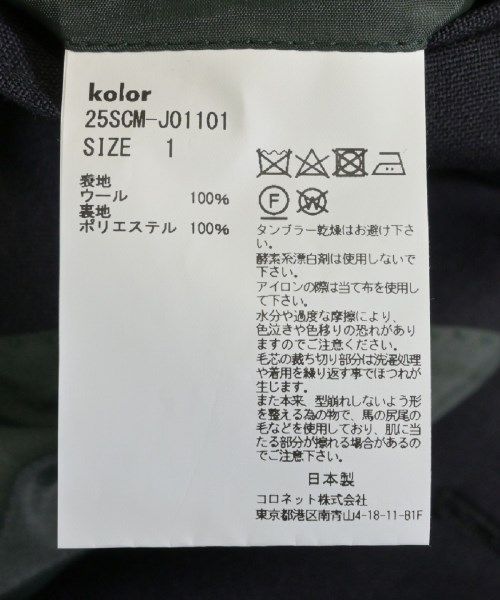 kolor
25SCM-J01101
SIZE 1
表地
ウール 100%
裏地
ポリエステル 100%
F
W
タンブラー乾燥はお避け下さ
い。
酵素系漂白剤は使用しないで
下さい。
アイロンの際は当て布を使用し
て下さい。
水分や過度な摩擦により、
色泣きや色移りの恐れがあり
ますのでご注意ください。
毛芯の裁ち切り部分は洗濯処理
や着用を繰り返す事でほつれが
生じます。
また本来、型崩れしないよう形
を整える為の物で、馬の尻尾の
毛などを使用しており、肌に当
たる部分が擦れる場合があるの
でご注意下さい。
日本製
コロネット株式会社
東京都港区南青山4-18-11-B1F